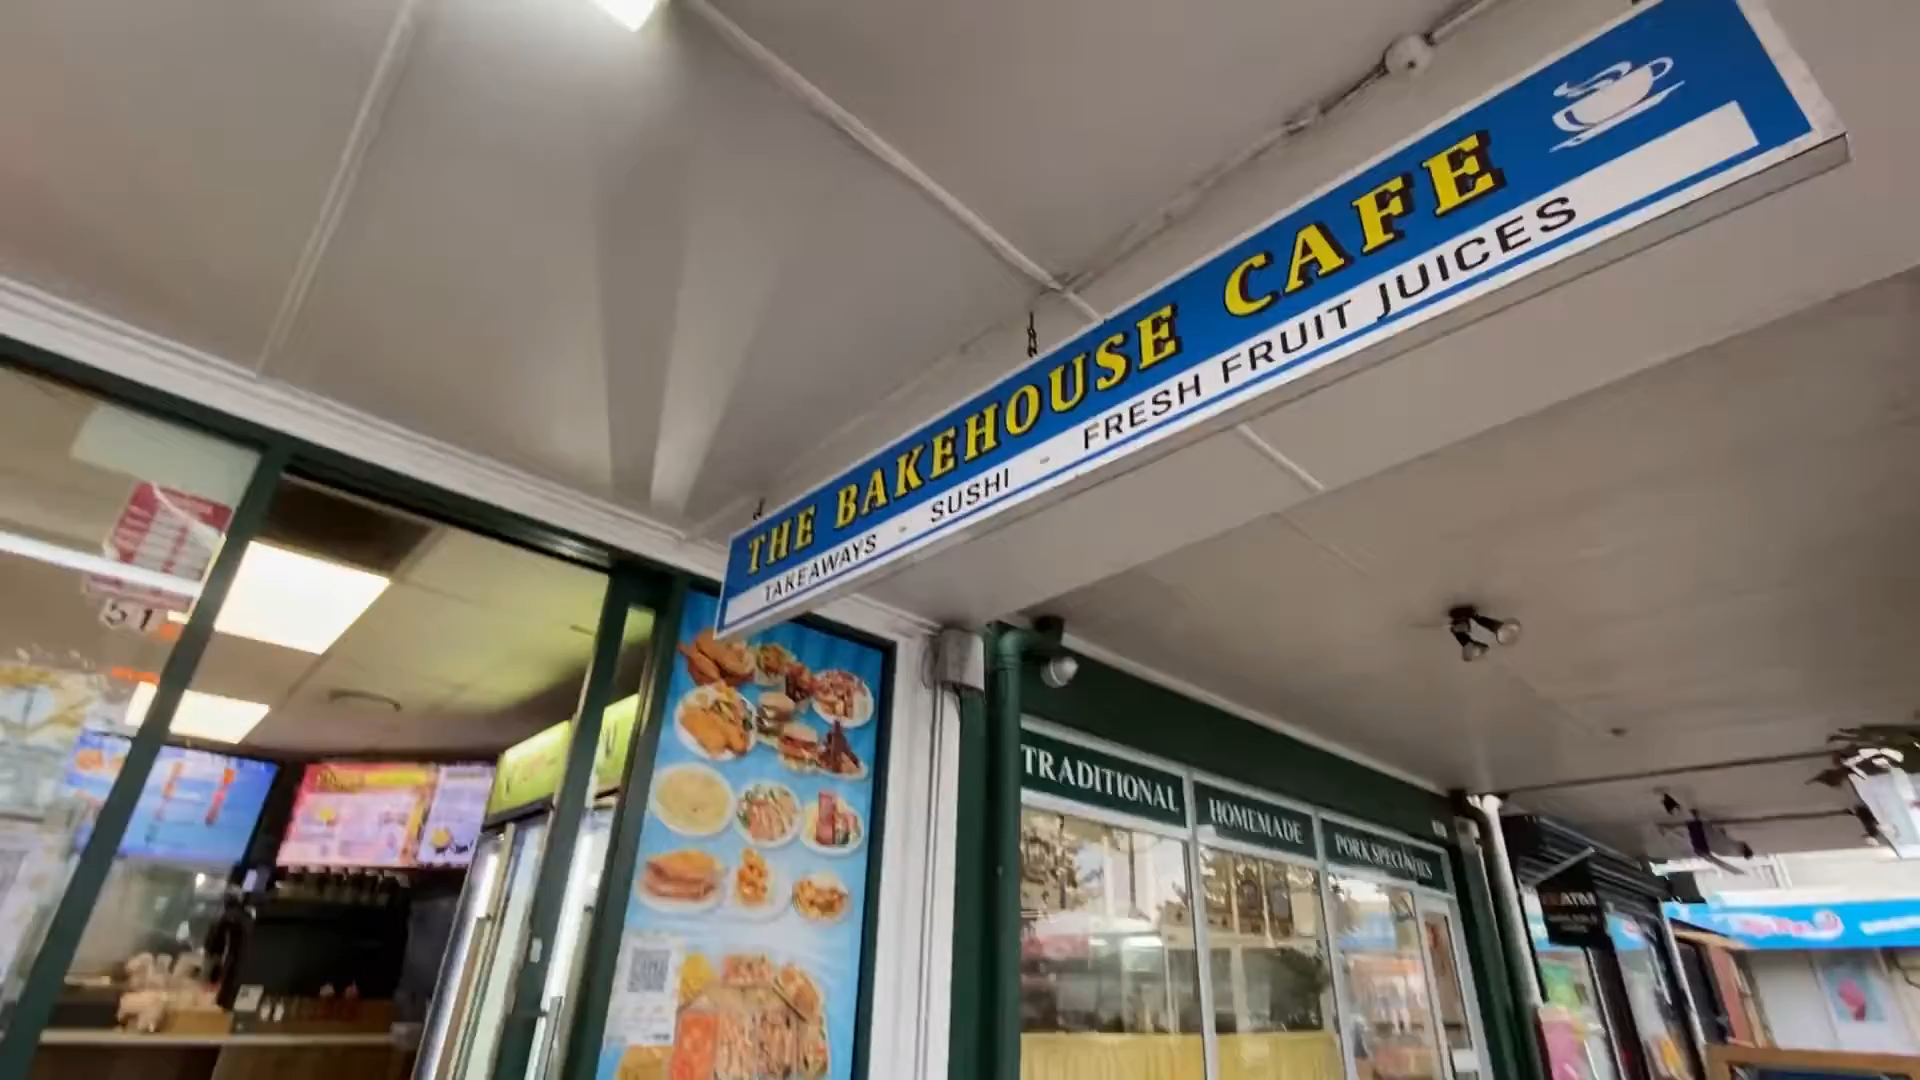 THE BAKEHOUSE CAFE
TAKEAWAYS - SUSHI - FRESH FRUIT JUICES
51
TRADITIONAL
HOMEMADE
PORK SPECIALTIES